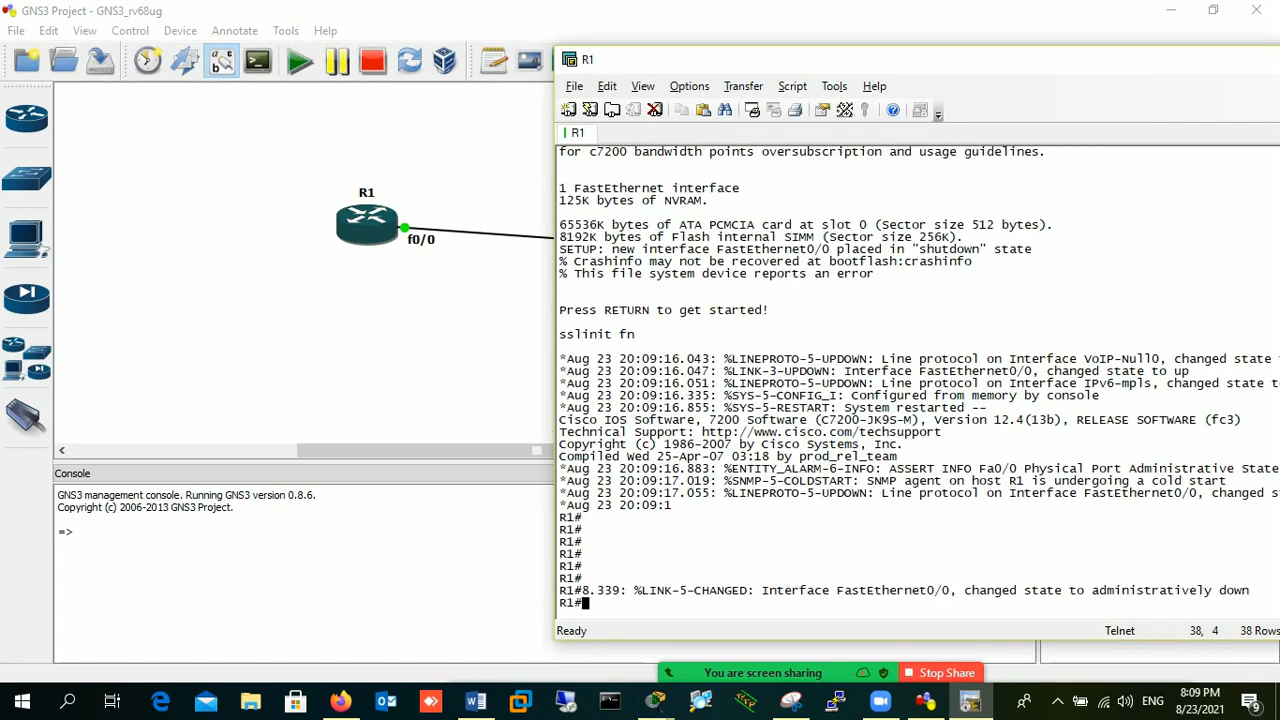 GNS3 Project - GNS3_rv68ug
File Edit View Control Device Annotate Tools Help
R1
f0/0
Console
GNS3 management console. Running GNS3 version 0.8.6.
Copyright (c) 2006-2013 GNS3 Project.
=>
R1
File Edit View Options Transfer Script Tools Help
R1
for c7200 bandwidth points oversubscription and usage guidelines.
1 FastEthernet interface
125K bytes of NVRAM.
65536K bytes of ATA PCMCIA card at slot 0 (Sector size 512 bytes).
8192K bytes of Flash internal SIMM (Sector size 256K).
SETUP: new interface FastEthernet0/0 placed in "shutdown" state
% Crashinfo may not be recovered at bootflash:crashinfo
% This file system device reports an error
Press RETURN to get started!
sslinit fn
*Aug 23 20:09:16.043: %LINEPROTO-5-UPDOWN: Line protocol on Interface VoIP-Null0, changed state
*Aug 23 20:09:16.047: %LINK-3-UPDOWN: Interface FastEthernet0/0, changed state to up
*Aug 23 20:09:16.051: %LINEPROTO-5-UPDOWN: Line protocol on Interface IPv6-mpls, changed state to
*Aug 23 20:09:16.335: %SYS-5-CONFIG_I: Configured from memory by console
*Aug 23 20:09:16.855: %SYS-5-RESTART: System restarted --
Cisco IOS Software, 7200 Software (C7200-JK9S-M), Version 12.4(13b), RELEASE SOFTWARE (fc3)
Technical Support: http://www.cisco.com/techsupport
Copyright (c) 1986-2007 by Cisco Systems, Inc.
Compiled Wed 25-Apr-07 03:18 by prod_rel_team
*Aug 23 20:09:16.883: %ENTITY_ALARM-6-INFO: ASSERT INFO Fa0/0 Physical Port Administrative State
*Aug 23 20:09:17.019: %SNMP-5-COLDSTART: SNMP agent on host R1 is undergoing a cold start
*Aug 23 20:09:17.055: %LINEPROTO-5-UPDOWN: Line protocol on Interface FastEthernet0/0, changed
*Aug 23 20:09:1
R1#
R1#
R1#
R1#
R1#
R1#
R1#8.339: %LINK-5-CHANGED: Interface FastEthernet0/0, changed state to administratively down
R1#
Ready Telnet 38, 4 38 Rows
You are screen sharing Stop Share
ENG 8:09 PM
8/23/2021